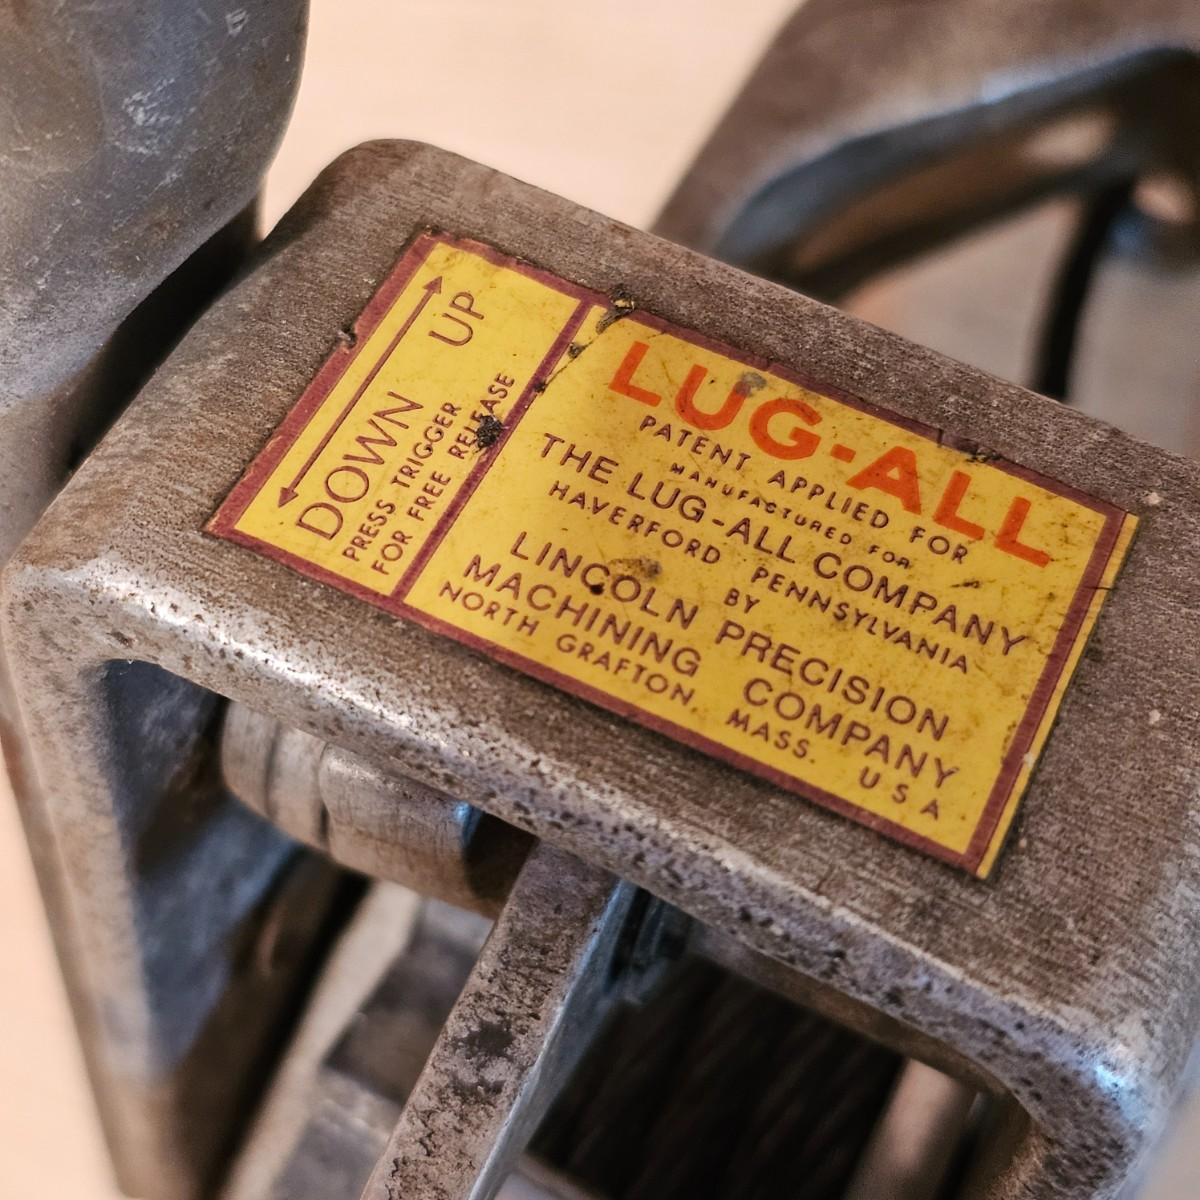 UP
DOWN
PRESS TRIGGER
FOR FREE RELEASE
LUG-ALL
PATENT APPLIED FOR
MANUFACTURED FOR
THE LUG-ALL COMPANY
HAVERFORD PENNSYLVANIA
BY
LINCOLN PRECISION
MACHINING COMPANY
NORTH GRAFTON, MASS. USA